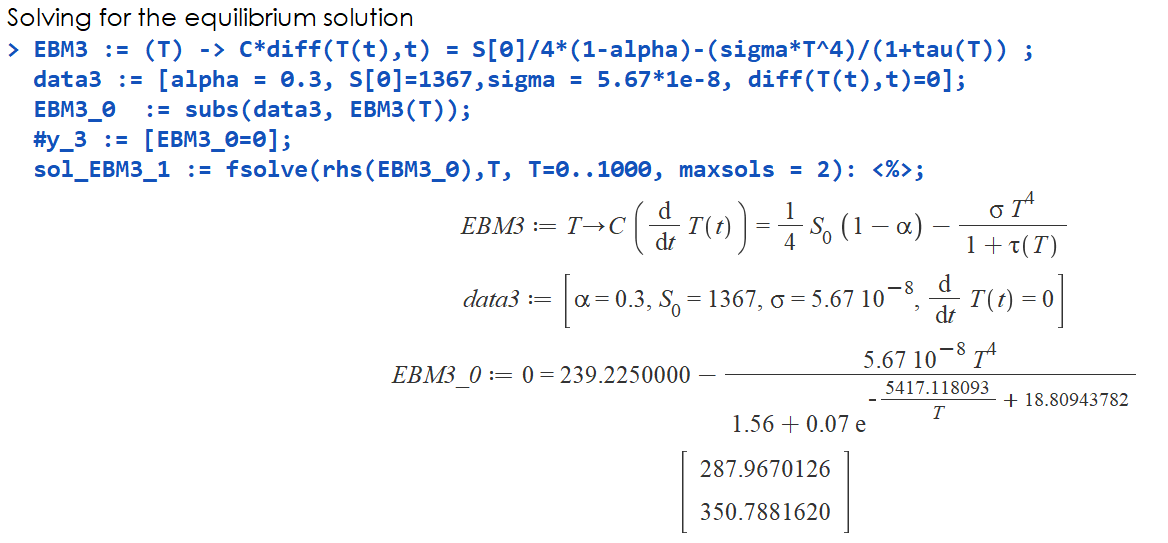 Solving for the equilibrium solution
> EBM3 := (T) -> C*diff(T(t),t) = S[0]/4*(1-alpha)-(sigma*T^4)/(1+tau(T)) ;
data3 := [alpha = 0.3, S[0]=1367,sigma = 5.67*1e-8, diff(T(t),t)=0];
EBM3_0  := subs(data3, EBM3(T));
#y_3 := [EBM3_0=0];
sol_EBM3_1 := fsolve(rhs(EBM3_0),T, T=0..1000, maxsols = 2): <%>;
EBM3 := T→C (d/dt T(t)) = 1/4 S₀ (1 − α) − σ T⁴/(1 + τ(T))
data3 := [α = 0.3, S₀ = 1367, σ = 5.67 10⁻⁸, d/dt T(t) = 0]
EBM3_0 := 0 = 239.2250000 − 5.67 10⁻⁸ T⁴/(1.56 + 0.07 e^(-5417.118093/T + 18.80943782))
287.9670126
350.7881620